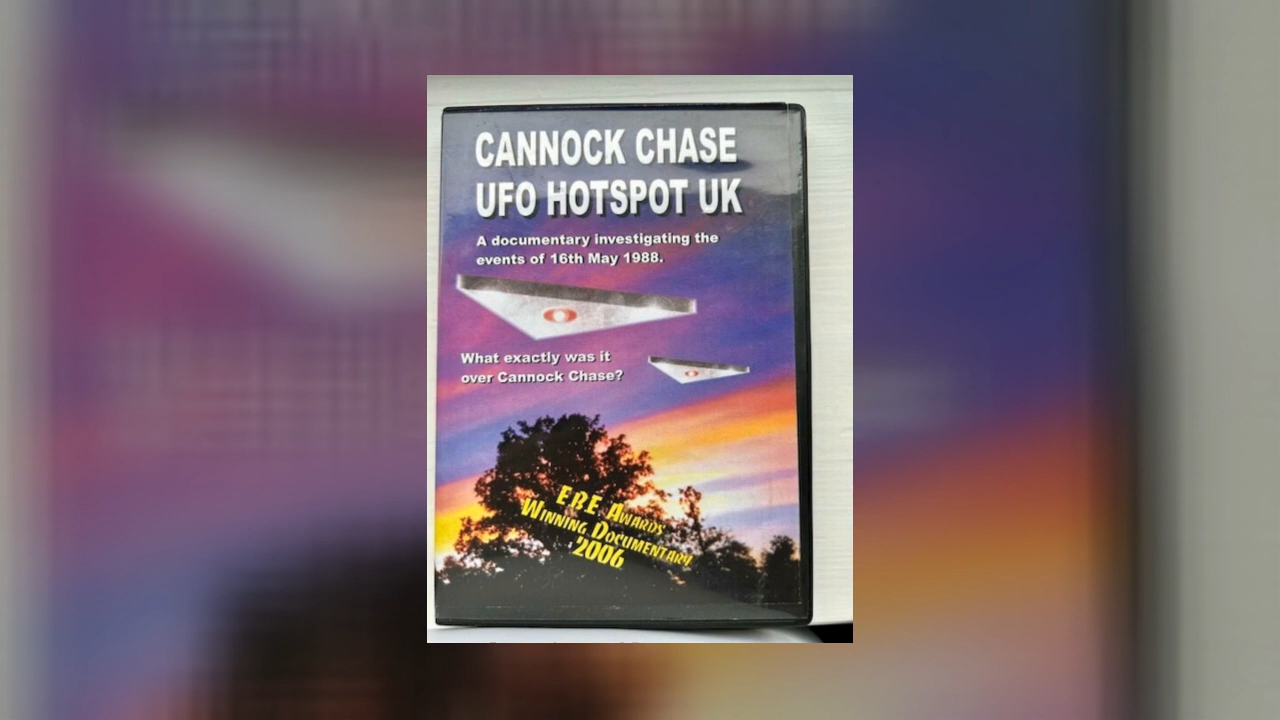 CANNOCK CHASE
UFO HOTSPOT UK
A documentary investigating the
events of 16th May 1988.
What exactly was it
over Cannock Chase?
EBE AWARDS
WINNING DOCUMENTARY
2006